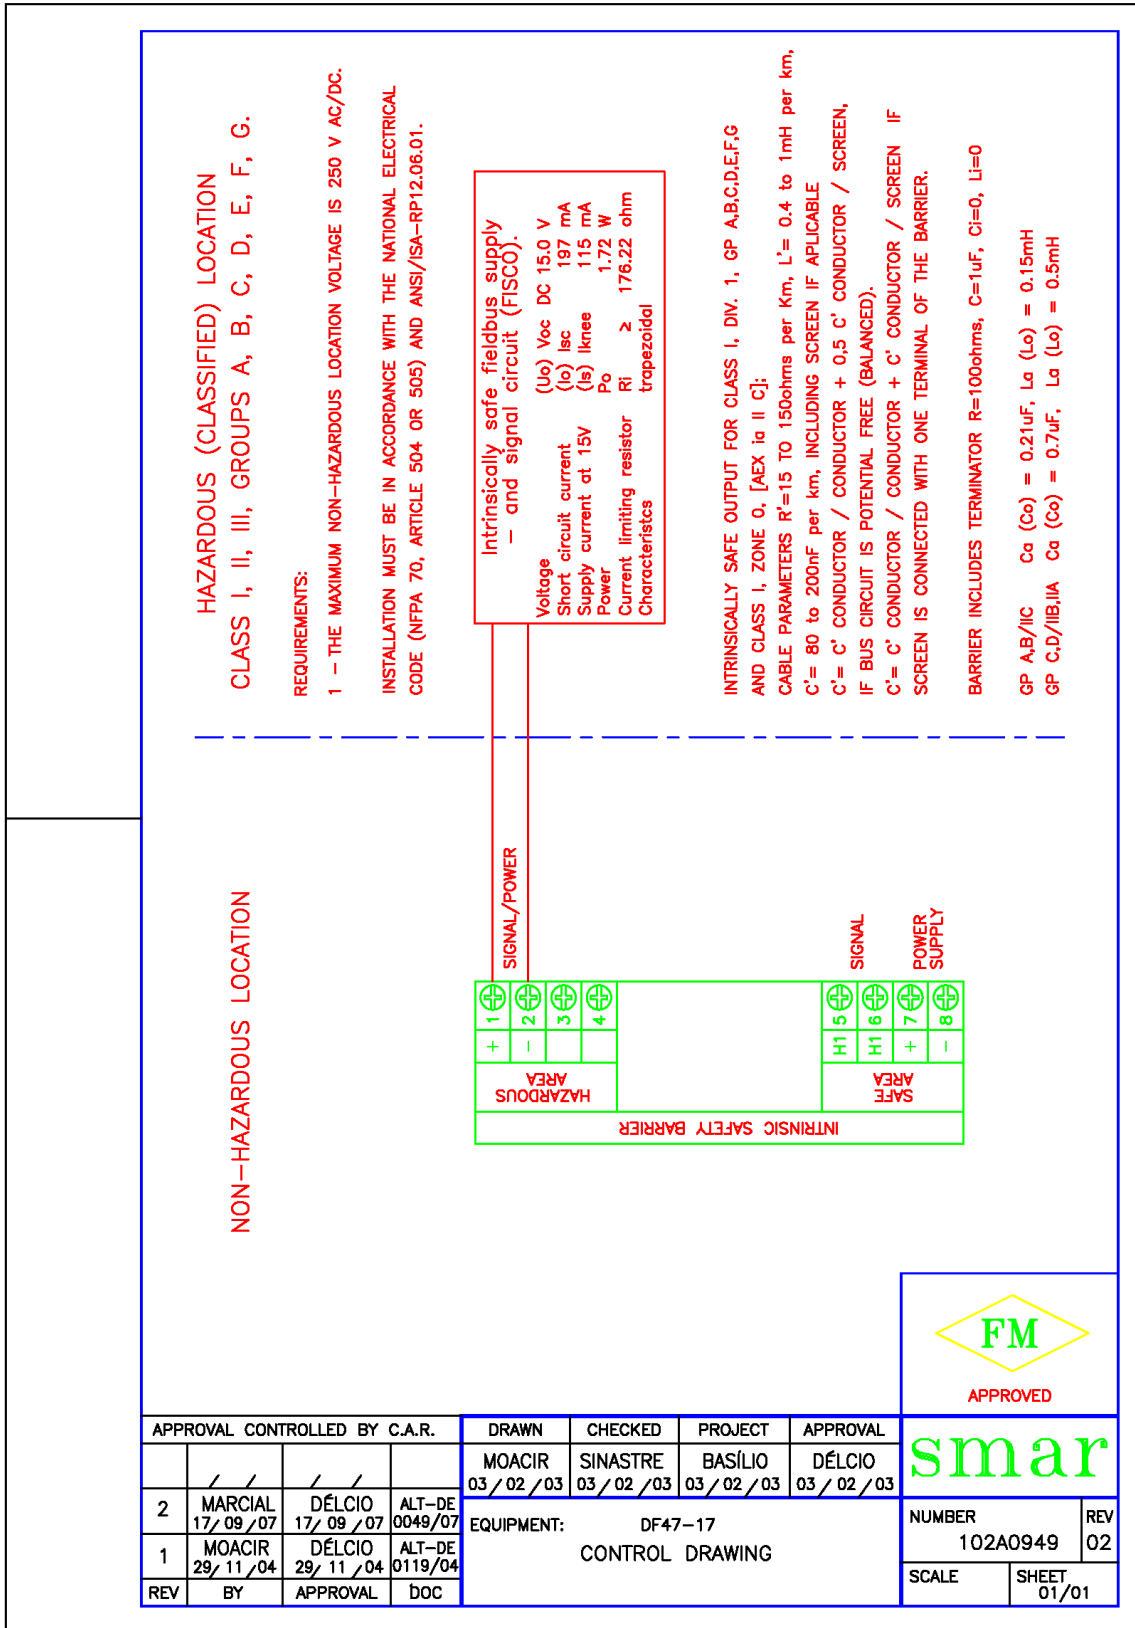 HAZARDOUS (CLASSIFIED) LOCATION
CLASS I, II, III, GROUPS A, B, C, D, E, F, G.
REQUIREMENTS:
1 - THE MAXIMUM NON-HAZARDOUS LOCATION VOLTAGE IS 250 V AC/DC.
INSTALLATION MUST BE IN ACCORDANCE WITH THE NATIONAL ELECTRICAL
CODE (NFPA 70, ARTICLE 504 OR 505) AND ANSI/ISA-RP12.06.01.
Intrinsically safe fieldbus supply
- and signal circuit (FISCO).
Voltage (Uo) Voc DC 15.0 V
Short circuit current (Io) Isc 197 mA
Supply current at 15V (Is) Iknee 115 mA
Power Po 1.72 W
Current limiting resistor Ri ≥ 176.22 ohm
Characteristcs trapezoidal
INTRINSICALLY SAFE OUTPUT FOR CLASS I, DIV. 1, GP A,B,C,D,E,F,G
AND CLASS I, ZONE 0, [AEX ia II C]:
CABLE PARAMETERS R'=15 TO 150ohms per Km, L'= 0.4 to 1mH per km,
C'= 80 to 200nF per km, INCLUDING SCREEN IF APLICABLE
C'= C' CONDUCTOR / CONDUCTOR + 0,5 C' CONDUCTOR / SCREEN,
IF BUS CIRCUIT IS POTENTIAL FREE (BALANCED).
C'= C' CONDUCTOR / CONDUCTOR + C' CONDUCTOR / SCREEN IF
SCREEN IS CONNECTED WITH ONE TERMINAL OF THE BARRIER.
BARRIER INCLUDES TERMINATOR R=100ohms, C=1uF, Ci=0, Li=0
GP A,B/IIC Ca (Co) = 0.21uF, La (Lo) = 0.15mH
GP C,D/IIB,IIA Ca (Co) = 0.7uF, La (Lo) = 0.5mH
NON-HAZARDOUS LOCATION
SIGNAL/POWER
SIGNAL
POWER
SUPPLY
+ 1
- 2
3
4
HAZARDOUS
AREA
H1 5
H1 6
+ 7
- 8
SAFE
AREA
INTRINSIC SAFETY BARRIER
FM
APPROVED
APPROVAL CONTROLLED BY C.A.R.
/ / / /
2 MARCIAL 17/09/07 DÉLCIO 17/09/07 ALT-DE 0049/07
1 MOACIR 29/11/04 DÉLCIO 29/11/04 ALT-DE 0119/04
REV BY APPROVAL DOC
DRAWN CHECKED PROJECT APPROVAL
MOACIR SINASTRE BASÍLIO DÉLCIO
03/02/03 03/02/03 03/02/03 03/02/03
EQUIPMENT: DF47-17
CONTROL DRAWING
smar
NUMBER
102A0949
REV
02
SCALE
SHEET
01/01